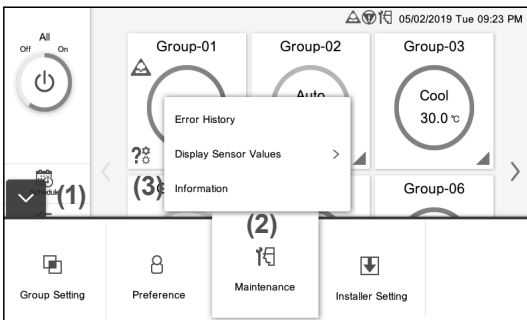 05/02/2019 Tue 09:23 PM
All
Off On
Group-01
Group-02
Group-03
Auto
Cool
30.0 ℃
Error History
Display Sensor Values >
Information
Schedule
(1)
(3)
G
Group-06
(2)
Group Setting
Preference
Maintenance
Installer Setting